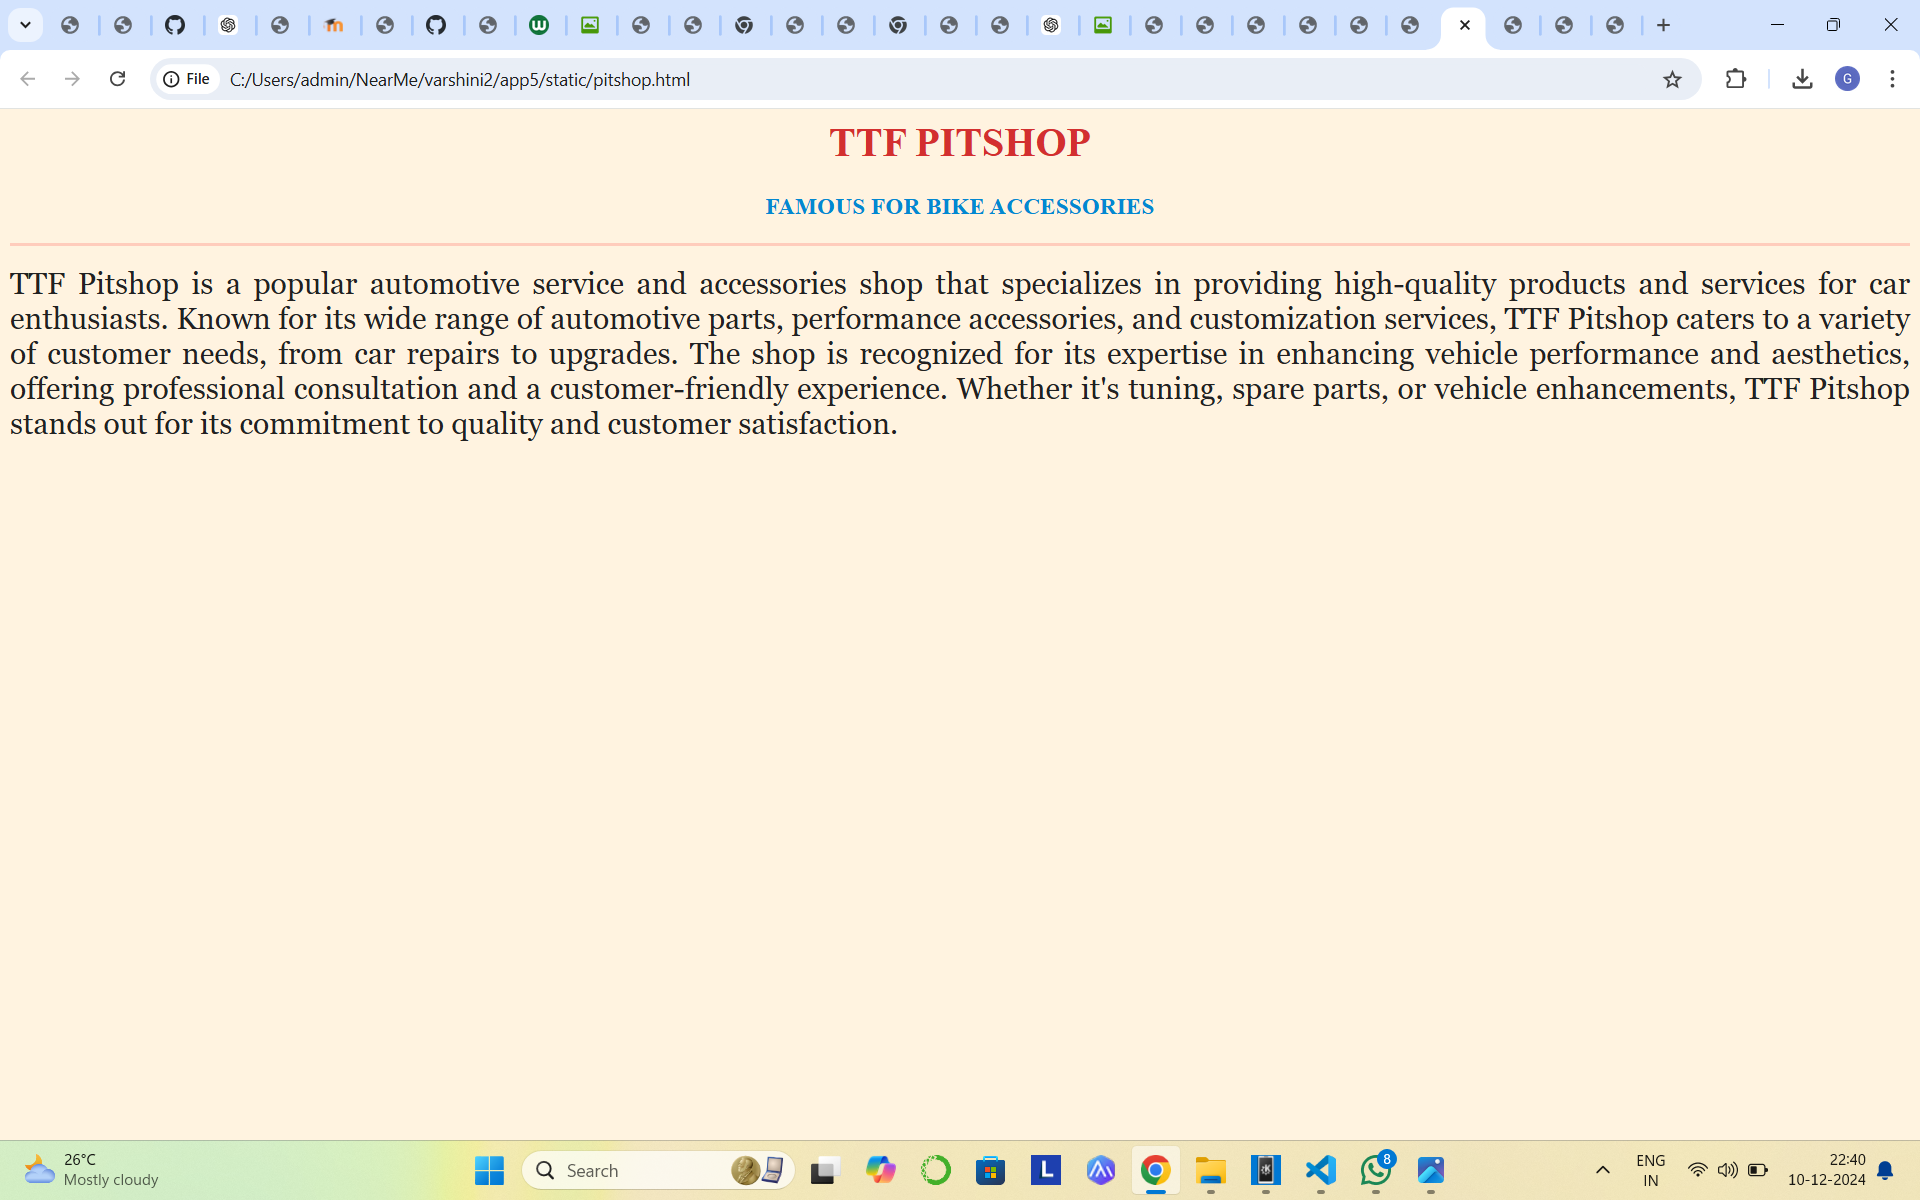 File
C:/Users/admin/NearMe/varshini2/app5/static/pitshop.html
G
TTF PITSHOP
FAMOUS FOR BIKE ACCESSORIES
TTF Pitshop is a popular automotive service and accessories shop that specializes in providing high-quality products and services for car
enthusiasts. Known for its wide range of automotive parts, performance accessories, and customization services, TTF Pitshop caters to a variety
of customer needs, from car repairs to upgrades. The shop is recognized for its expertise in enhancing vehicle performance and aesthetics,
offering professional consultation and a customer-friendly experience. Whether it's tuning, spare parts, or vehicle enhancements, TTF Pitshop
stands out for its commitment to quality and customer satisfaction.
26°C
Mostly cloudy
Search
L
8
ENG
IN
22:40
10-12-2024